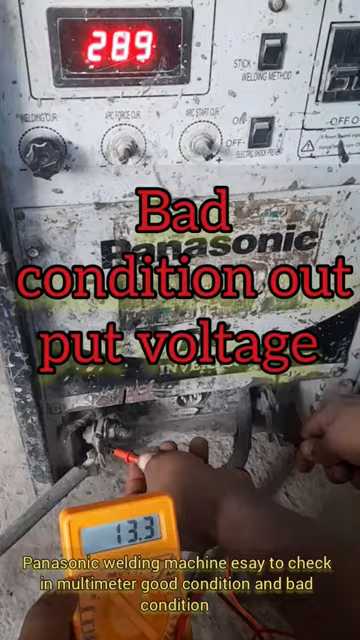 289
STICK
WELDING METHOD
WELDING CUR.
ARC FORCE CUR.
ARC START CUR.
ON
OFF
OFF
Bad
Panasonic
condition out
put voltage
INVERTER
13.3
Panasonic welding machine esay to check
in multimeter good condition and bad
condition